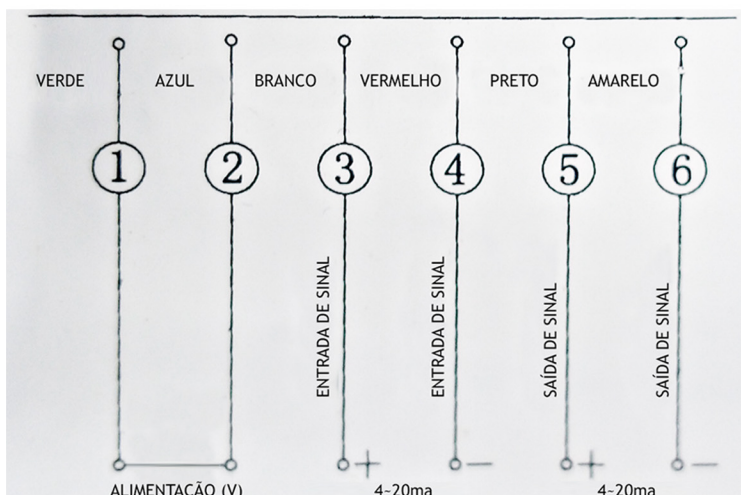 VERDE AZUL BRANCO VERMELHO PRETO AMARELO
1 2 3 4 5 6
ENTRADA DE SINAL
ENTRADA DE SINAL
SAÍDA DE SINAL
SAÍDA DE SINAL
+ — + —
ALIMENTAÇÃO (V) 4~20ma 4~20ma